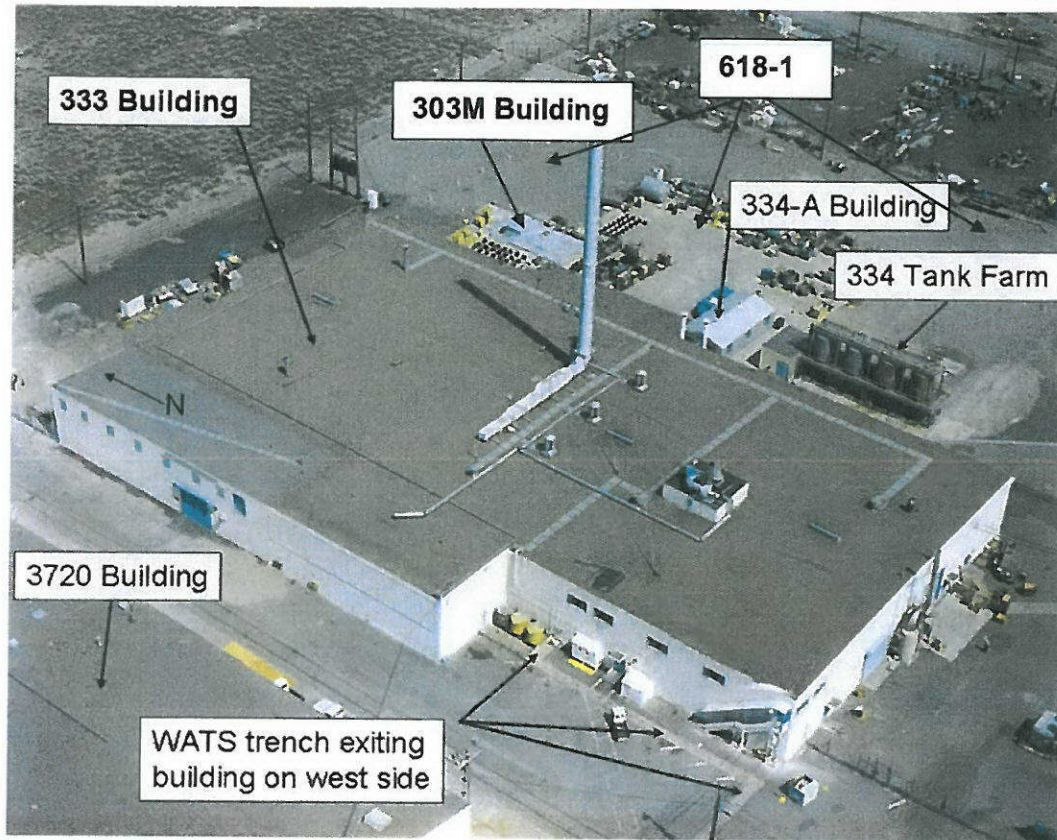 618-1
333 Building
303M Building
334-A Building
334 Tank Farm
N
3720 Building
WATS trench exiting
building on west side